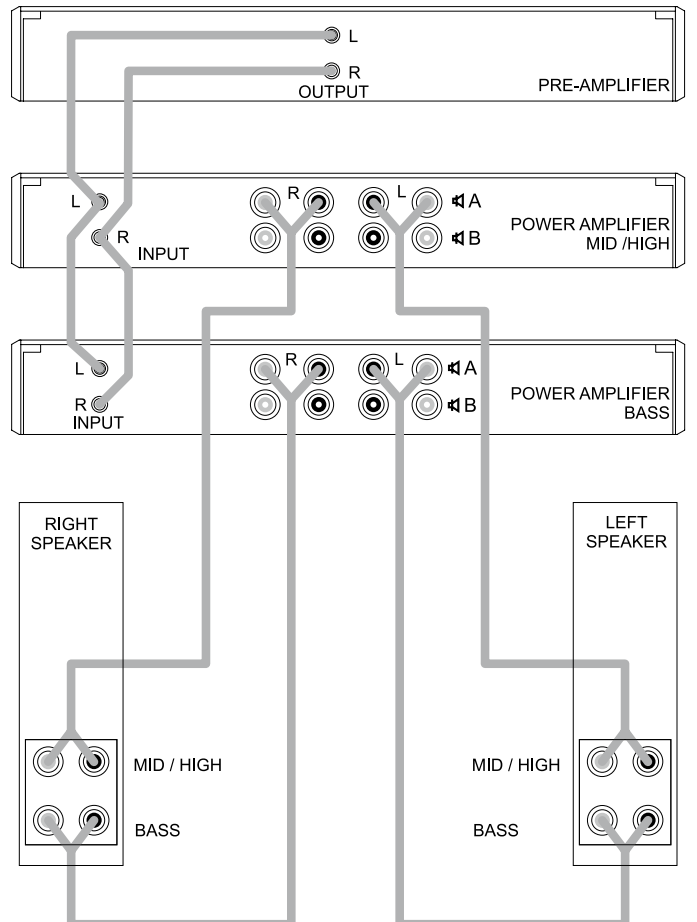 L
R
OUTPUT
PRE-AMPLIFIER
L
R
INPUT
R
L
A
B
POWER AMPLIFIER
MID /HIGH
L
R
INPUT
R
L
A
B
POWER AMPLIFIER
BASS
RIGHT
SPEAKER
LEFT
SPEAKER
MID / HIGH
MID / HIGH
BASS
BASS